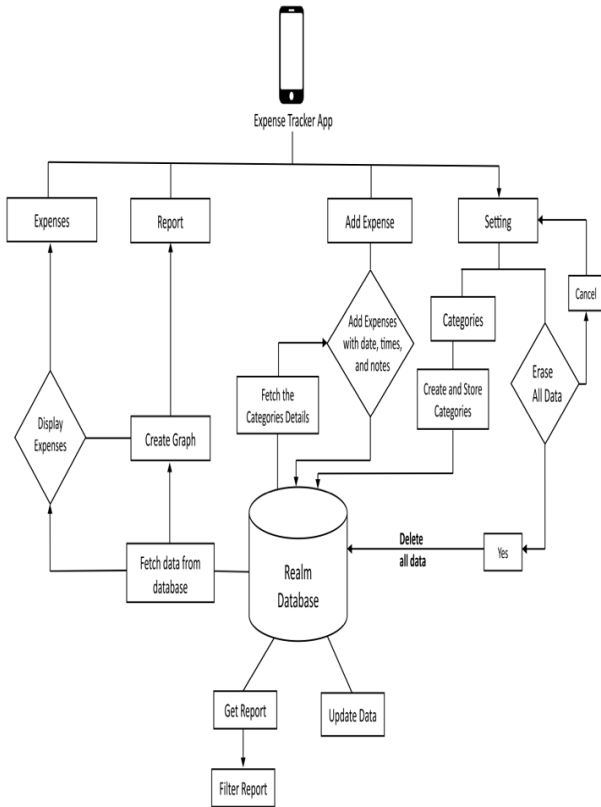 Expense Tracker App
Expenses
Report
Add Expense
Setting
Cancel
Categories
Add Expenses
with date, times,
and notes
Erase
All Data
Fetch the
Categories Details
Create and Store
Categories
Display
Expenses
Create Graph
Fetch data from
database
Realm
Database
Delete
all data
Yes
Get Report
Update Data
Filter Report